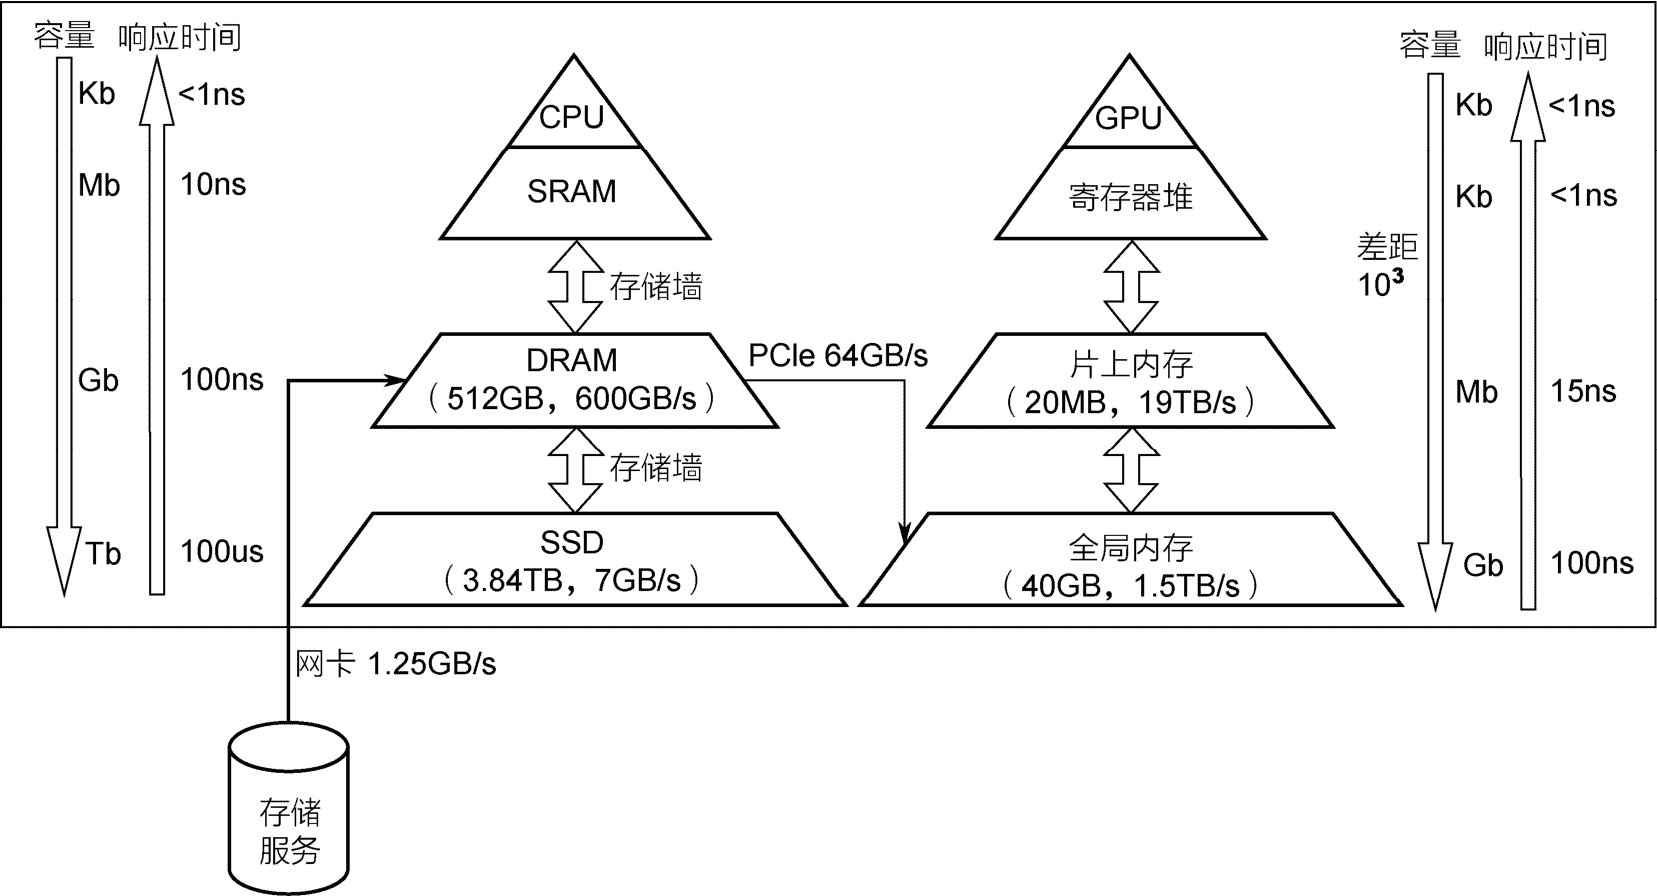 容量 响应时间
Kb <1ns
Mb 10ns
Gb 100ns
Tb 100us
CPU
SRAM
存储墙
DRAM
（512GB，600GB/s）
存储墙
SSD
（3.84TB，7GB/s）
PCIe 64GB/s
GPU
寄存器堆
片上内存
（20MB，19TB/s）
全局内存
（40GB，1.5TB/s）
容量 响应时间
Kb <1ns
Kb <1ns
差距
10³
Mb 15ns
Gb 100ns
网卡 1.25GB/s
存储
服务